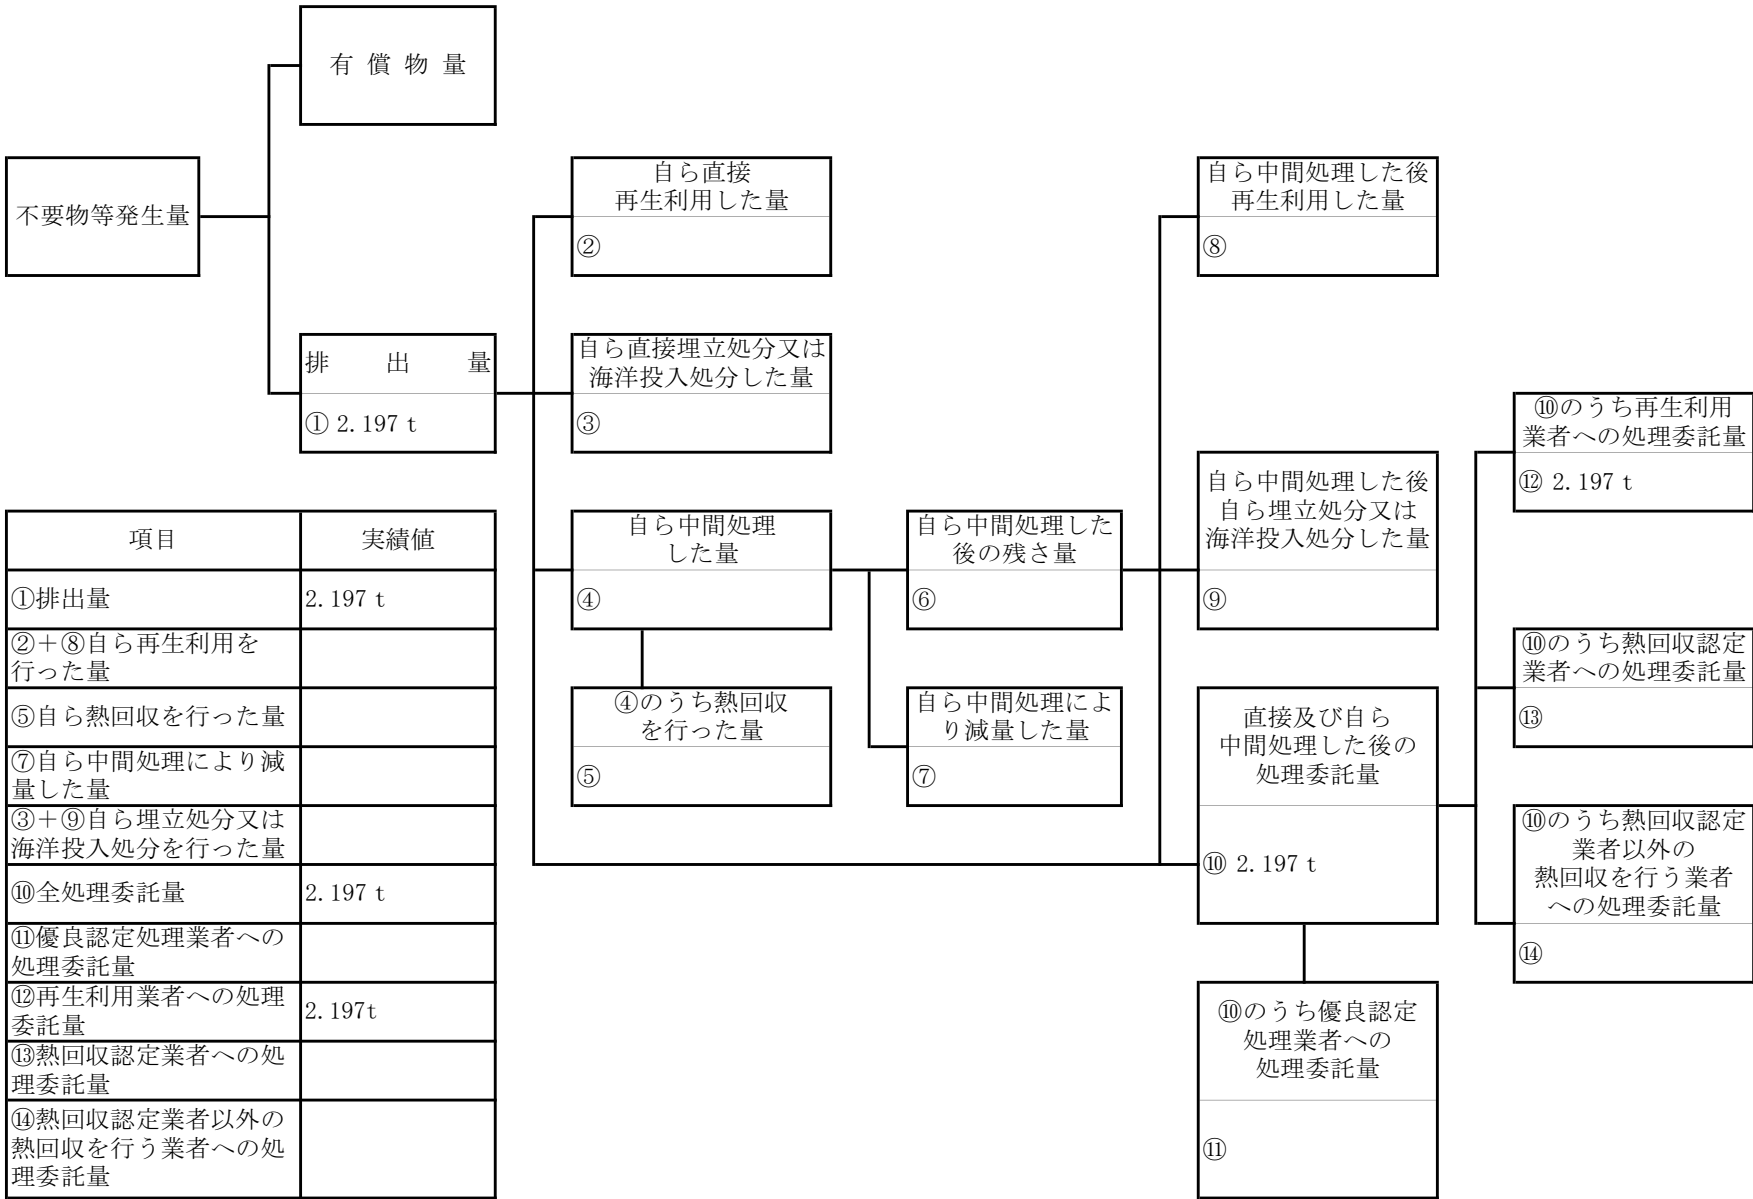 有 償 物 量
不要物等発生量
自ら直接
再生利用した量
②
自ら中間処理した後
再生利用した量
⑧
排 出 量
① 2.197 t
自ら直接埋立処分又は
海洋投入処分した量
③
⑩のうち再生利用
業者への処理委託量
⑫ 2.197 t
自ら中間処理した後
自ら埋立処分又は
海洋投入処分した量
⑨
自ら中間処理
した量
④
自ら中間処理した
後の残さ量
⑥
⑩のうち熱回収認定
業者への処理委託量
⑬
④のうち熱回収
を行った量
⑤
自ら中間処理によ
り減量した量
⑦
直接及び自ら
中間処理した後の
処理委託量
⑩ 2.197 t
⑩のうち熱回収認定
業者以外の
熱回収を行う業者
への処理委託量
⑭
⑩のうち優良認定
処理業者への
処理委託量
⑪
項目 実績値
①排出量 2.197 t
②＋⑧自ら再生利用を
行った量
⑤自ら熱回収を行った量
⑦自ら中間処理により減
量した量
③＋⑨自ら埋立処分又は
海洋投入処分を行った量
⑩全処理委託量 2.197 t
⑪優良認定処理業者への
処理委託量
⑫再生利用業者への処理
委託量 2.197t
⑬熱回収認定業者への処
理委託量
⑭熱回収認定業者以外の
熱回収を行う業者への処
理委託量